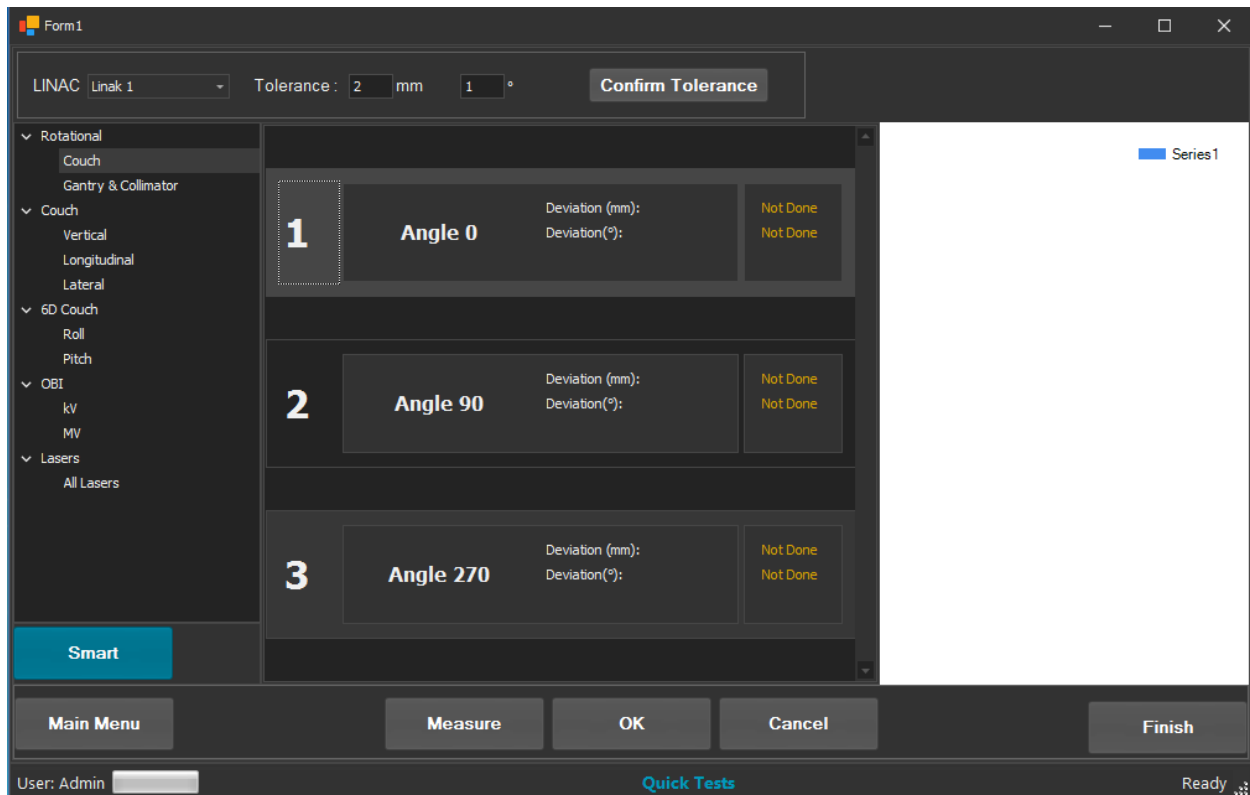 Form1
LINAC Linak 1 Tolerance : 2 mm 1 ° Confirm Tolerance
Rotational
Couch
Gantry & Collimator
Couch
Vertical
Longitudinal
Lateral
6D Couch
Roll
Pitch
OBI
kV
MV
Lasers
All Lasers
Smart
1
Angle 0
Deviation (mm):
Deviation(°):
Not Done
Not Done
2
Angle 90
Deviation (mm):
Deviation(°):
Not Done
Not Done
3
Angle 270
Deviation (mm):
Deviation(°):
Not Done
Not Done
Series1
Main Menu Measure OK Cancel Finish
User: Admin Quick Tests Ready